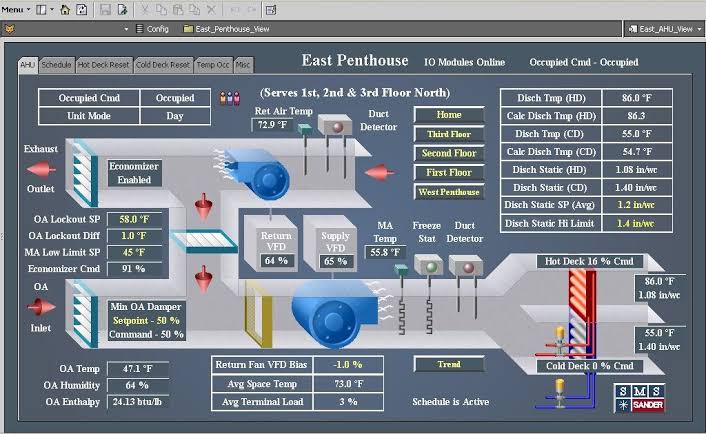 Menu
Config
East_Penthouse_View
East_AHU_View
AHU
Schedule
Hot Deck Reset
Cold Deck Reset
Temp Occ
Misc
East Penthouse
IO Modules Online
Occupied Cmd - Occupied
(Serves 1st, 2nd & 3rd Floor North)
Occupied Cmd Occupied
Unit Mode Day
Ret Air Temp
72.9 °F
Duct
Detector
Home
Third Floor
Second Floor
First Floor
West Penthouse
Disch Tmp (HD) 86.0 °F
Calc Disch Tmp (HD) 86.3
Disch Tmp (CD) 55.0 °F
Calc Disch Tmp (CD) 54.7 °F
Disch Static (HD) 1.08 in/wc
Disch Static (CD) 1.40 in/wc
Disch Static SP (Avg) 1.2 in/wc
Disch Static Hi Limit 1.4 in/wc
Exhaust
Outlet
Economizer
Enabled
OA Lockout SP 58.0 °F
OA Lockout Diff 1.0 °F
MA Low Limit SP 45 °F
Economizer Cmd 91 %
Return
VFD
64 %
Supply
VFD
65 %
MA
Temp
55.8 °F
Freeze
Stat
Duct
Detector
OA
Inlet
Min OA Damper
Setpoint - 50 %
Command - 50 %
Hot Deck 16 % Cmd
86.0 °F
1.08 in/wc
55.0 °F
1.40 in/wc
Cold Deck 0 % Cmd
OA Temp 47.1 °F
OA Humidity 64 %
OA Enthalpy 24.13 btu/lb
Return Fan VFD Bias -1.0 %
Avg Space Temp 73.0 °F
Avg Terminal Load 3 %
Trend
Schedule is Active
SMS
SANDER